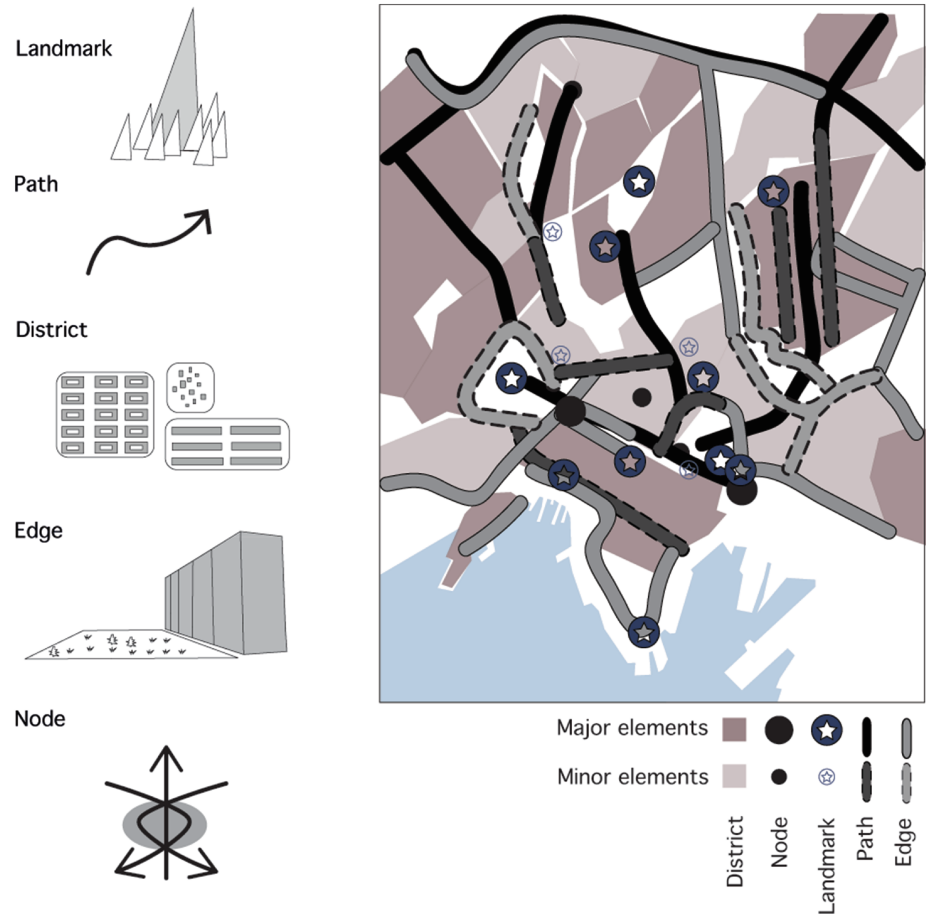 Landmark
Path
District
Edge
Node
Major elements
Minor elements
District
Node
Landmark
Path
Edge